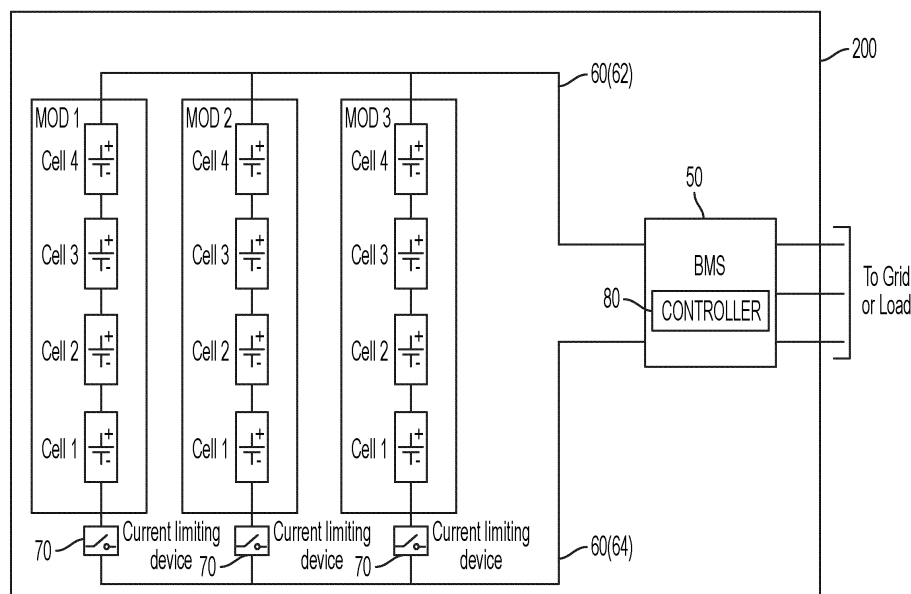 200
60(62)
MOD 1
MOD 2
MOD 3
Cell 4
Cell 4
Cell 4
50
Cell 3
Cell 3
Cell 3
BMS
To Grid
or Load
80
CONTROLLER
Cell 2
Cell 2
Cell 2
Cell 1
Cell 1
Cell 1
70
Current limiting
device
70
Current limiting
device
70
Current limiting
device
60(64)